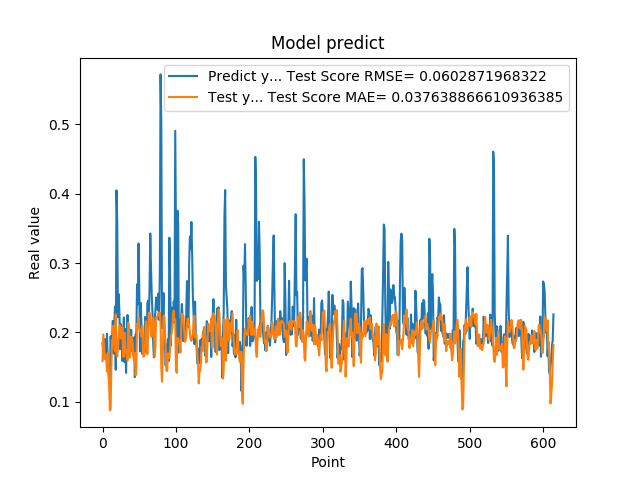 Model predict
Predict y... Test Score RMSE= 0.0602871968322
Test y... Test Score MAE= 0.037638866610936385
0.5
0.4
0.3
0.2
0.1
Real value
0 100 200 300 400 500 600
Point